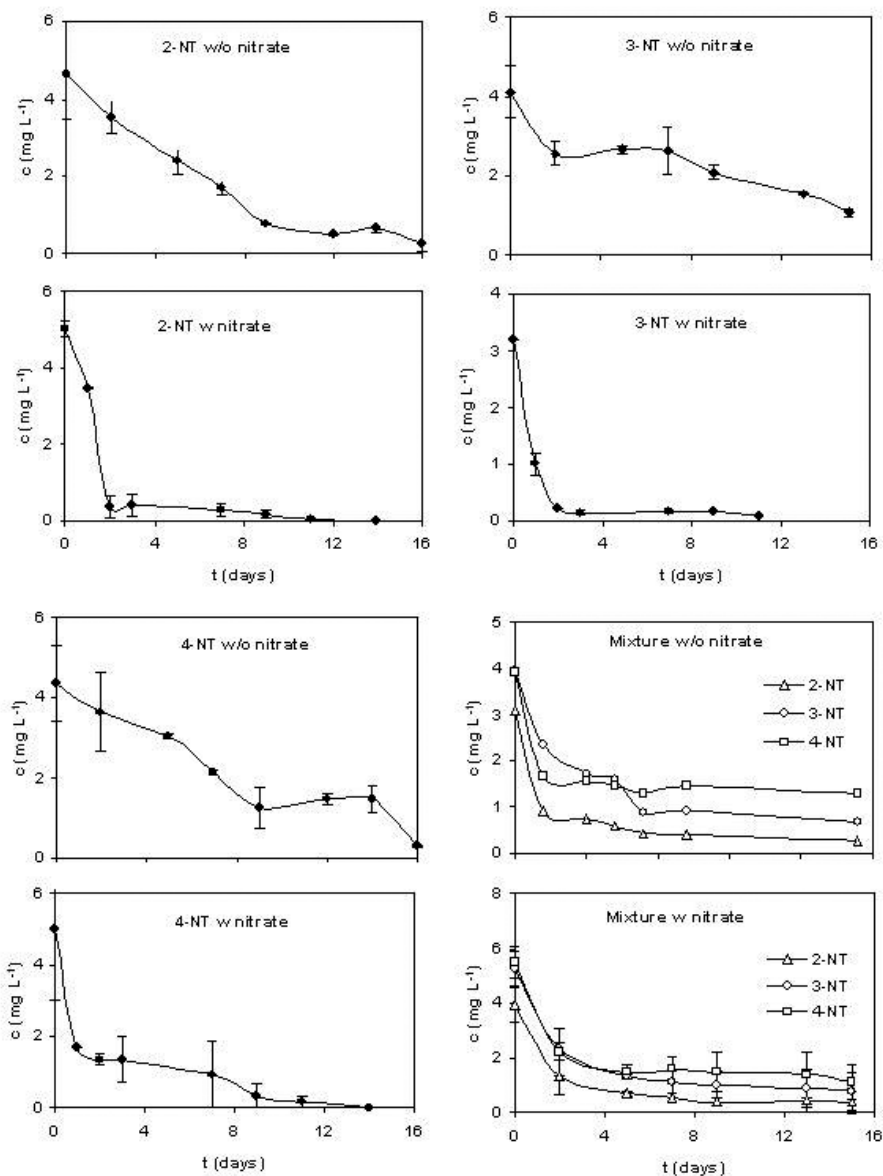 6
4
2
0
c (mg L⁻¹)
2-NT w/o nitrate
6
4
2
0
c (mg L⁻¹)
3-NT w/o nitrate
6
4
2
0
c (mg L⁻¹)
2-NT w nitrate
0 4 8 12 16
t (days)
4
3
2
1
0
c (mg L⁻¹)
3-NT w nitrate
0 4 8 12 16
t (days)
6
4
2
0
c (mg L⁻¹)
4-NT w/o nitrate
5
4
3
2
1
0
c (mg L⁻¹)
Mixture w/o nitrate
2-NT
3-NT
4-NT
6
4
2
0
c (mg L⁻¹)
4-NT w nitrate
0 4 8 12 16
t (days)
8
6
4
2
0
c (mg L⁻¹)
Mixture w nitrate
2-NT
3-NT
4-NT
0 4 8 12 16
t (days)